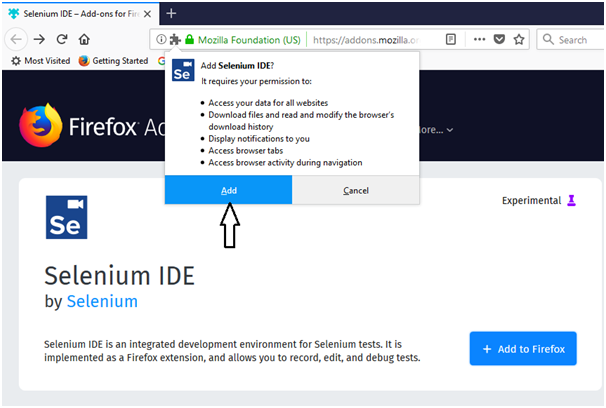 Selenium IDE – Add-ons for Fir
Mozilla Foundation (US)
https://addons.mozilla.o
Search
Most Visited
Getting Started
Add Selenium IDE?
It requires your permission to:
Access your data for all websites
Download files and read and modify the browser's
download history
Display notifications to you
Access browser tabs
Access browser activity during navigation
Add
Cancel
Firefox Ad
ore...
Se
Se
Experimental
Selenium IDE
by Selenium
Selenium IDE is an integrated development environment for Selenium tests. It is
implemented as a Firefox extension, and allows you to record, edit, and debug tests.
+ Add to Firefox